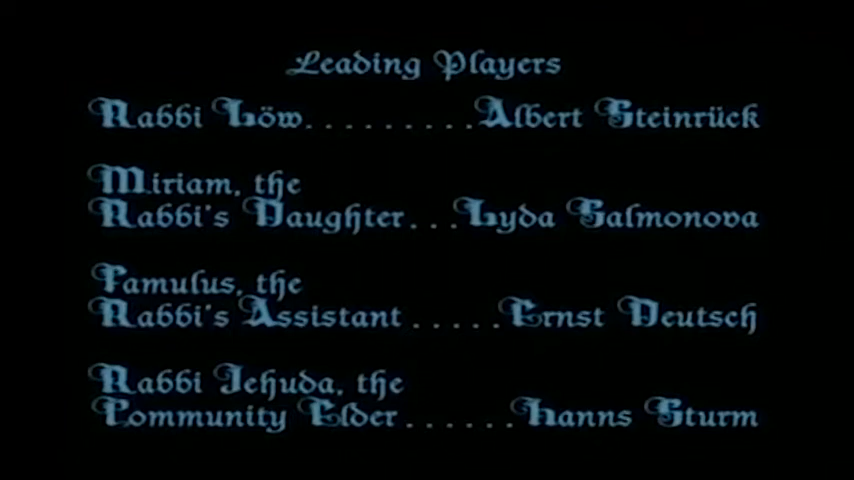 Leading Players
Rabbi Löw.........Albert Steinrück
Miriam, the
Rabbi's Daughter...Lyda Salmonova
Famulus, the
Rabbi's Assistant.....Ernst Deutsch
Rabbi Jehuda, the
Community Elder......Hanns Sturm